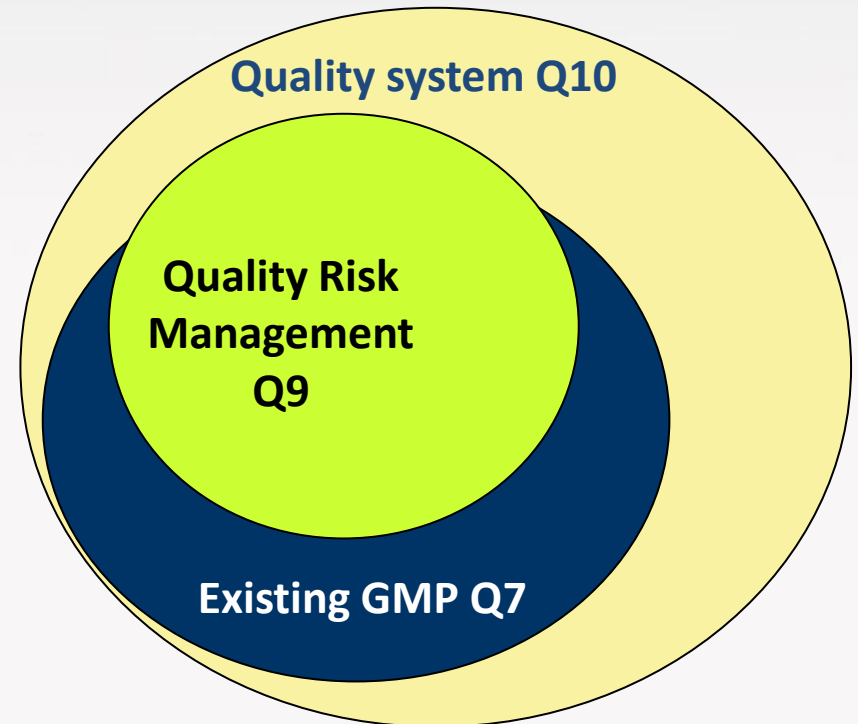 Quality system Q10
Quality Risk
Management
Q9
Existing GMP Q7